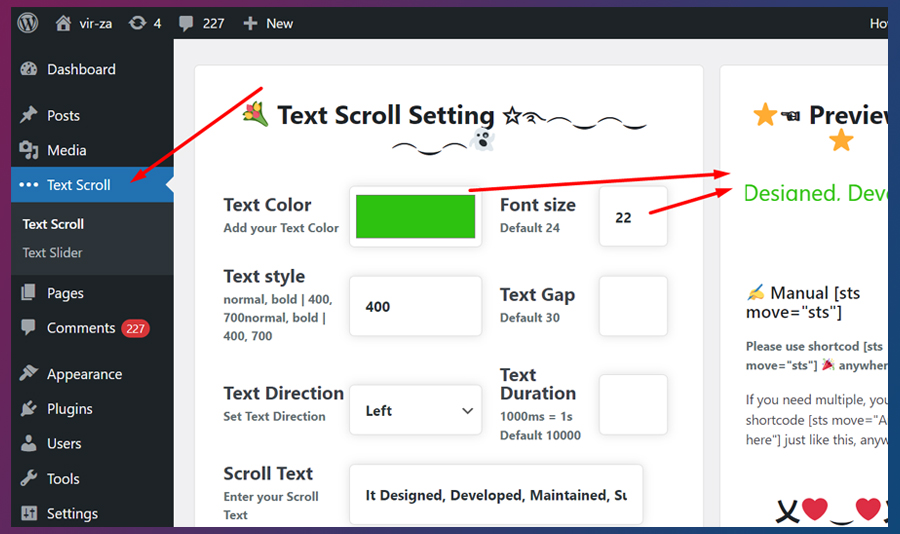 vir-za 4 227 New Ho
Dashboard
Posts
Media
Text Scroll
Text Scroll
Text Slider
Pages
Comments 227
Appearance
Plugins
Users
Tools
Settings
Text Scroll Setting
Text Color
Add your Text Color
Font size
Default 24
22
Text style
normal, bold | 400,
700normal, bold |
400, 700
400
Text Gap
Default 30
Text Direction
Set Text Direction
Left
Text
Duration
1000ms = 1s
Default 10000
Scroll Text
Enter your Scroll
Text
It Designed, Developed, Maintained, Su
Preview
Designed. Deve
Manual [sts
move="sts"]
Please use shortcod [sts
move="sts"] 🎉 anywher
If you need multiple, you
shortcode [sts move="A
here"] just like this, anyw